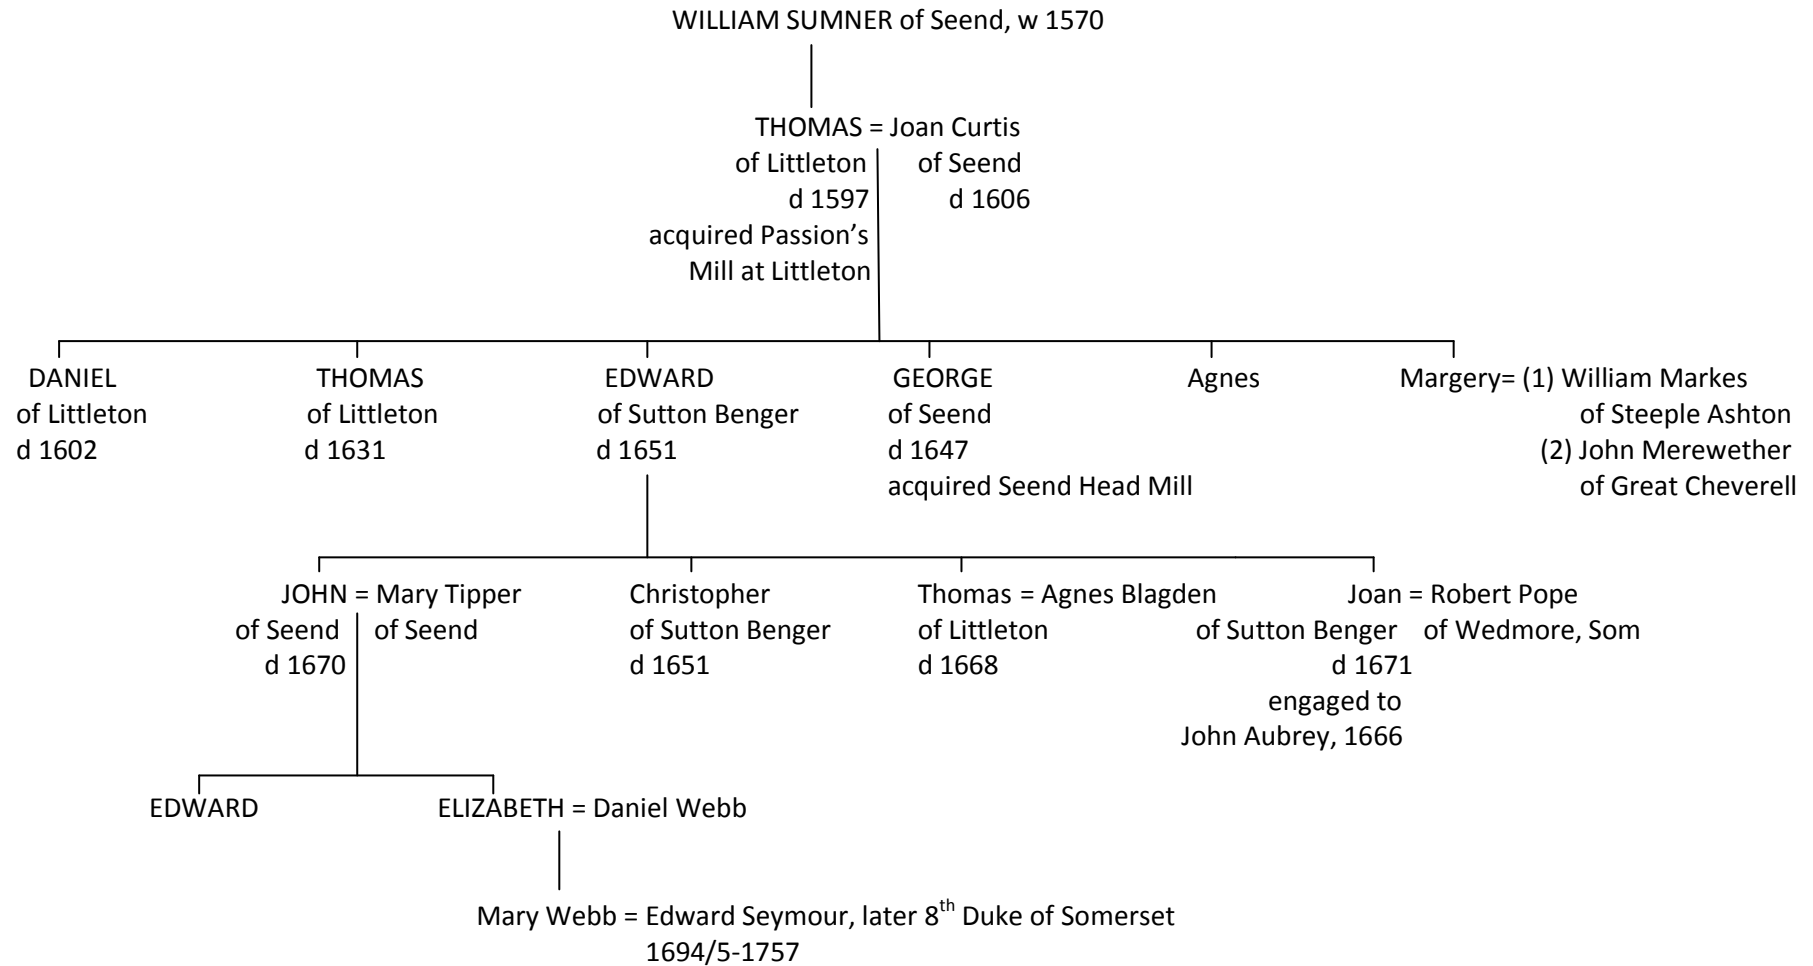 WILLIAM SUMNER of Seend, w 1570
THOMAS = Joan Curtis
of Littleton of Seend
d 1597 d 1606
acquired Passion’s
Mill at Littleton
DANIEL THOMAS EDWARD GEORGE Agnes Margery= (1) William Markes
of Littleton of Littleton of Sutton Benger of Seend of Steeple Ashton
d 1602 d 1631 d 1651 d 1647 (2) John Merewether
acquired Seend Head Mill of Great Cheverell
JOHN = Mary Tipper Christopher Thomas = Agnes Blagden Joan = Robert Pope
of Seend of Seend of Sutton Benger of Littleton of Sutton Benger of Wedmore, Som
d 1670 d 1651 d 1668 d 1671
engaged to
John Aubrey, 1666
EDWARD ELIZABETH = Daniel Webb
Mary Webb = Edward Seymour, later 8th Duke of Somerset
1694/5-1757